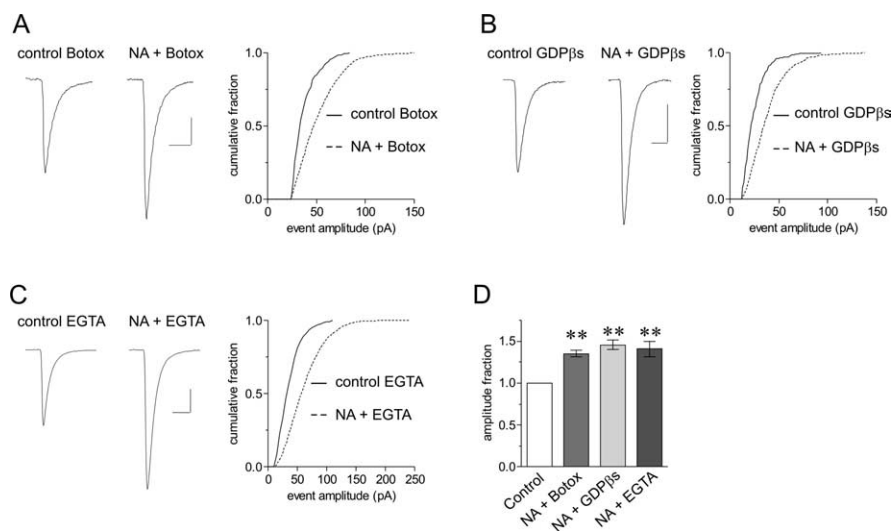 A
control Botox
NA + Botox
cumulative fraction
1.0
0.5
0.0
0
50
100
150
event amplitude (pA)
control Botox
NA + Botox
B
control GDPβs
NA + GDPβs
cumulative fraction
1.0
0.5
0.0
0
50
100
150
event amplitude (pA)
control GDPβs
NA + GDPβs
C
control EGTA
NA + EGTA
cumulative fraction
1.0
0.5
0.0
0
50
100
150
200
250
event amplitude (pA)
control EGTA
NA + EGTA
D
amplitude fraction
1.5
1.0
1.5
0.0
**
**
**
Control
NA + Botox
NA + GDPβs
NA + EGTA